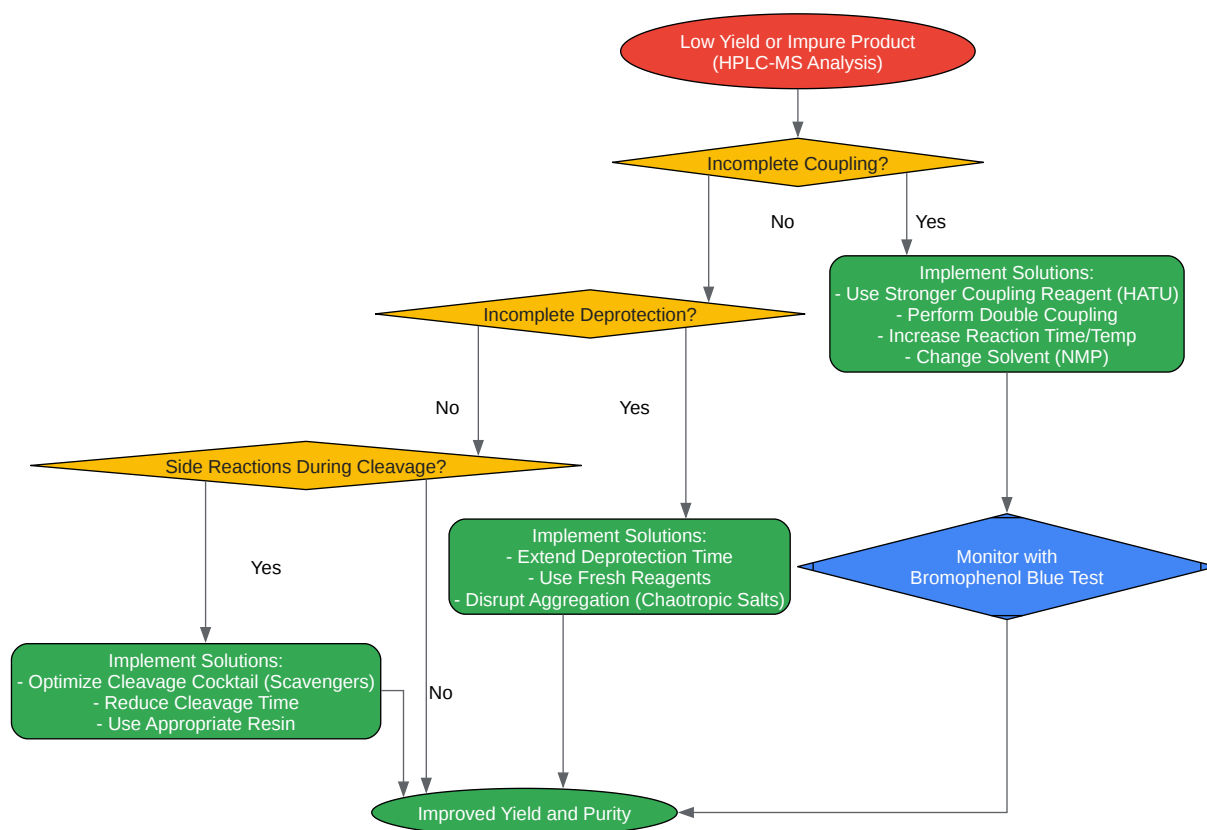 Low Yield or Impure Product
(HPLC-MS Analysis)
Incomplete Coupling?
No
Yes
Implement Solutions:
- Use Stronger Coupling Reagent (HATU)
- Perform Double Coupling
- Increase Reaction Time/Temp
- Change Solvent (NMP)
Incomplete Deprotection?
No
Yes
Side Reactions During Cleavage?
Implement Solutions:
- Extend Deprotection Time
- Use Fresh Reagents
- Disrupt Aggregation (Chaotropic Salts)
Monitor with
Bromophenol Blue Test
Yes
No
Implement Solutions:
- Optimize Cleavage Cocktail (Scavengers)
- Reduce Cleavage Time
- Use Appropriate Resin
Improved Yield and Purity